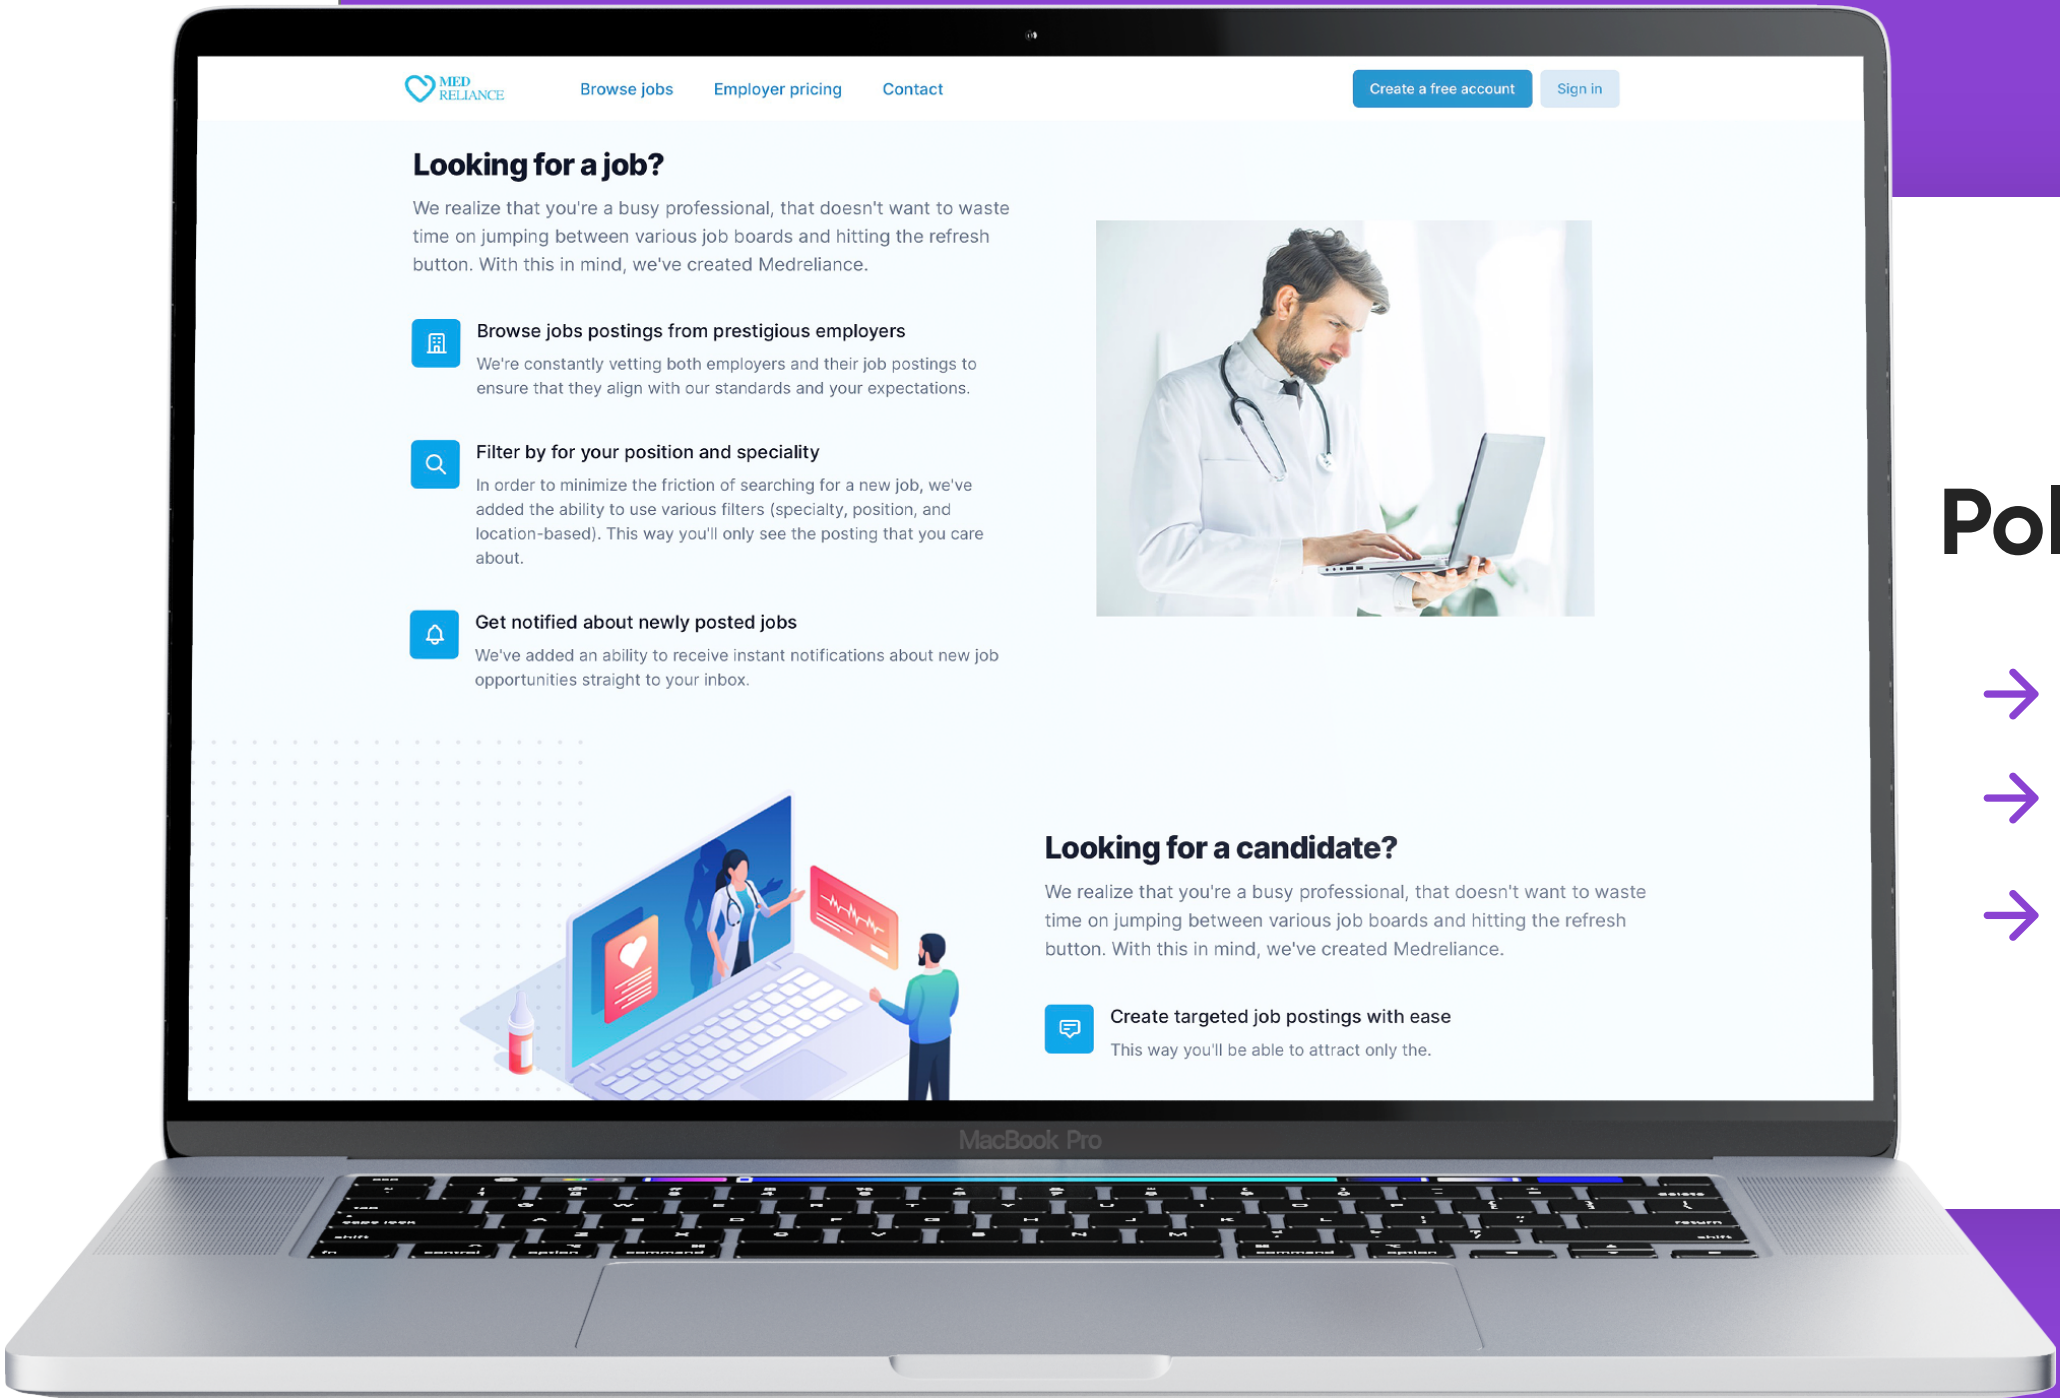 MED
RELIANCE
Browse jobs
Employer pricing
Contact
Create a free account
Sign in
Looking for a job?
We realize that you're a busy professional, that doesn't want to waste
time on jumping between various job boards and hitting the refresh
button. With this in mind, we've created Medreliance.
Browse jobs postings from prestigious employers
We're constantly vetting both employers and their job postings to
ensure that they align with our standards and your expectations.
Filter by for your position and speciality
In order to minimize the friction of searching for a new job, we've
added the ability to use various filters (specialty, position, and
location-based). This way you'll only see the posting that you care
about.
Get notified about newly posted jobs
We've added an ability to receive instant notifications about new job
opportunities straight to your inbox.
Looking for a candidate?
We realize that you're a busy professional, that doesn't want to waste
time on jumping between various job boards and hitting the refresh
button. With this in mind, we've created Medreliance.
Create targeted job postings with ease
This way you'll be able to attract only the.
MacBook Pro
delete
return
shift
shift
fn control option command command option